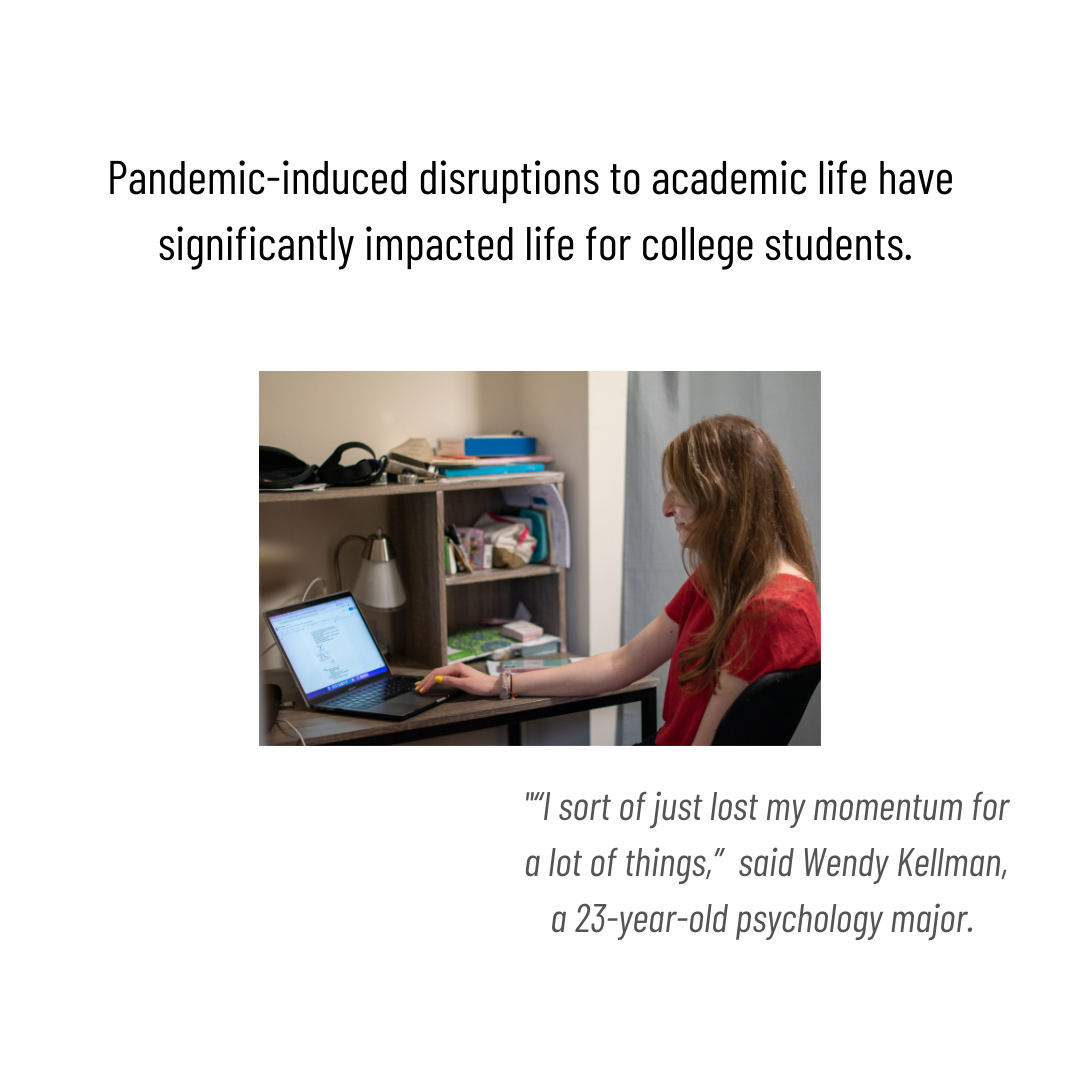 Pandemic-induced disruptions to academic life have
significantly impacted life for college students.
"“I sort of just lost my momentum for
a lot of things,”  said Wendy Kellman,
a 23-year-old psychology major.